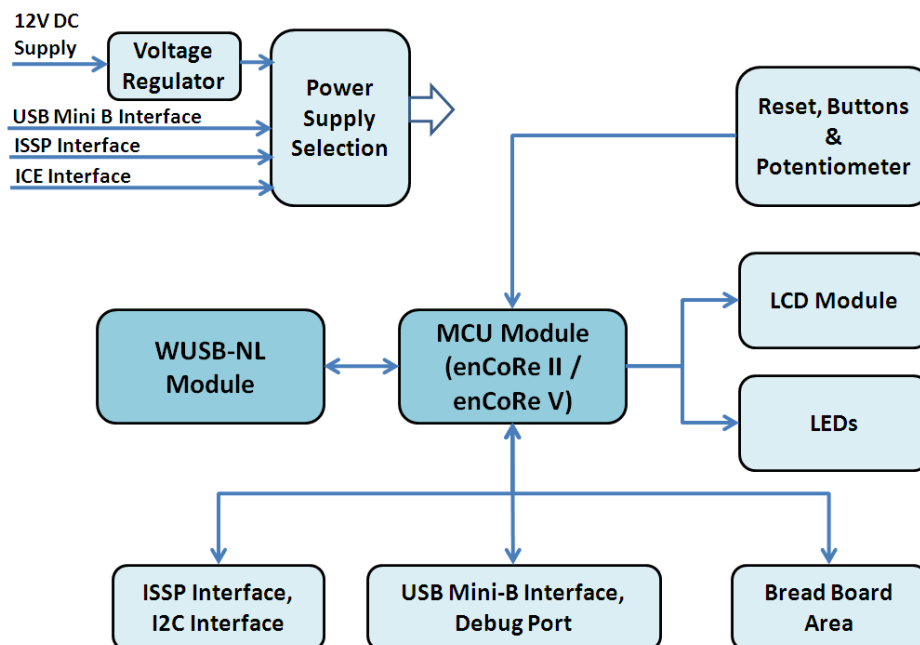 12V DC
Supply
Voltage
Regulator
Power
Supply
Selection
USB Mini B Interface
ISSP Interface
ICE Interface
Reset, Buttons
&
Potentiometer
LCD Module
WUSB-NL
Module
MCU Module
(enCoRe II /
enCoRe V)
LEDs
ISSP Interface,
I2C Interface
USB Mini-B Interface,
Debug Port
Bread Board
Area